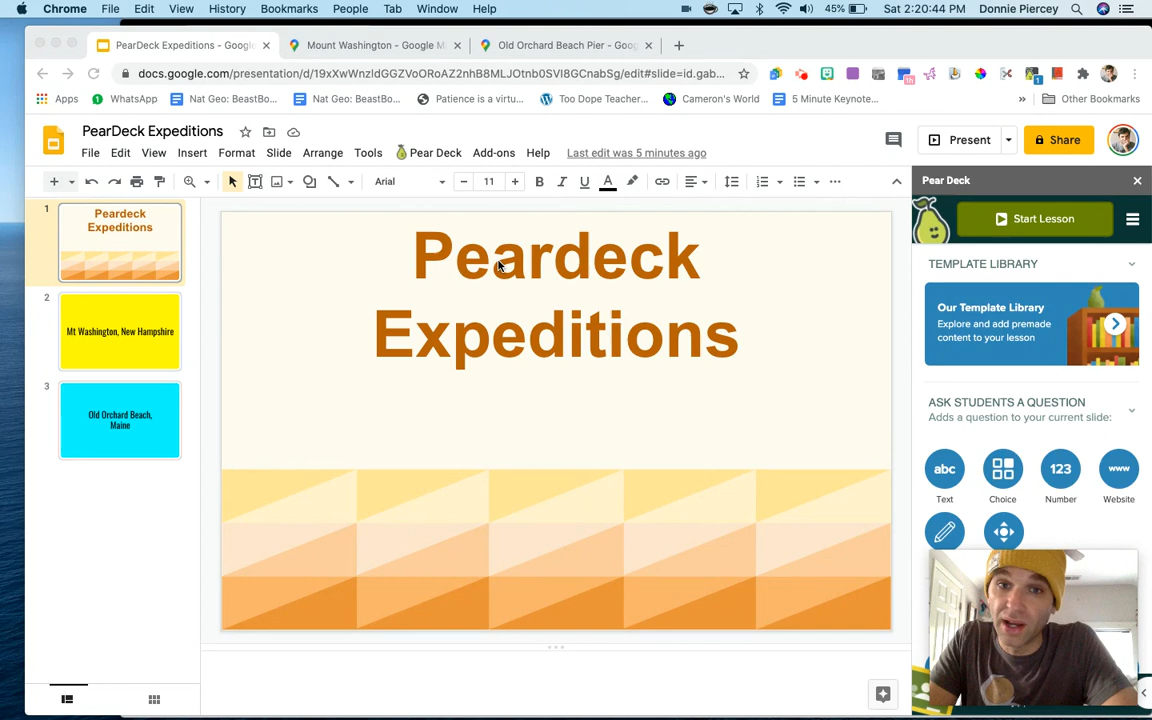 Chrome File Edit View History Bookmarks People Tab Window Help 45% Sat 2:20:44 Donnie Piercey
PearDeck Expeditions - Google Mount Washington - Google M Old Orchard Beach Pier - Goog
docs.google.com/presentation/d/19xXwWnzIdGGZVoORoAZ2nhB8MLJOtnb0SVI8GCnabSg/edit#slide=id.gab...
Apps WhatsApp Nat Geo: BeastBo... Nat Geo: BeastBo... Patience is a virtu... Too Dope Teacher... Cameron's World 5 Minute Keynote... » Other Bookmarks
PearDeck Expeditions
Present Share
File Edit View Insert Format Slide Arrange Tools Pear Deck Add-ons Help Last edit was 5 minutes ago
Arial 11 B I U A
Pear Deck
1
Peardeck
Expeditions
2
Mt Washington, New Hampshire
3
Old Orchard Beach,
Maine
Peardeck
Expeditions
Start Lesson
TEMPLATE LIBRARY
Our Template Library
Explore and add premade
content to your lesson
ASK STUDENTS A QUESTION
Adds a question to your current slide:
abc 123 www
Text Choice Number Website